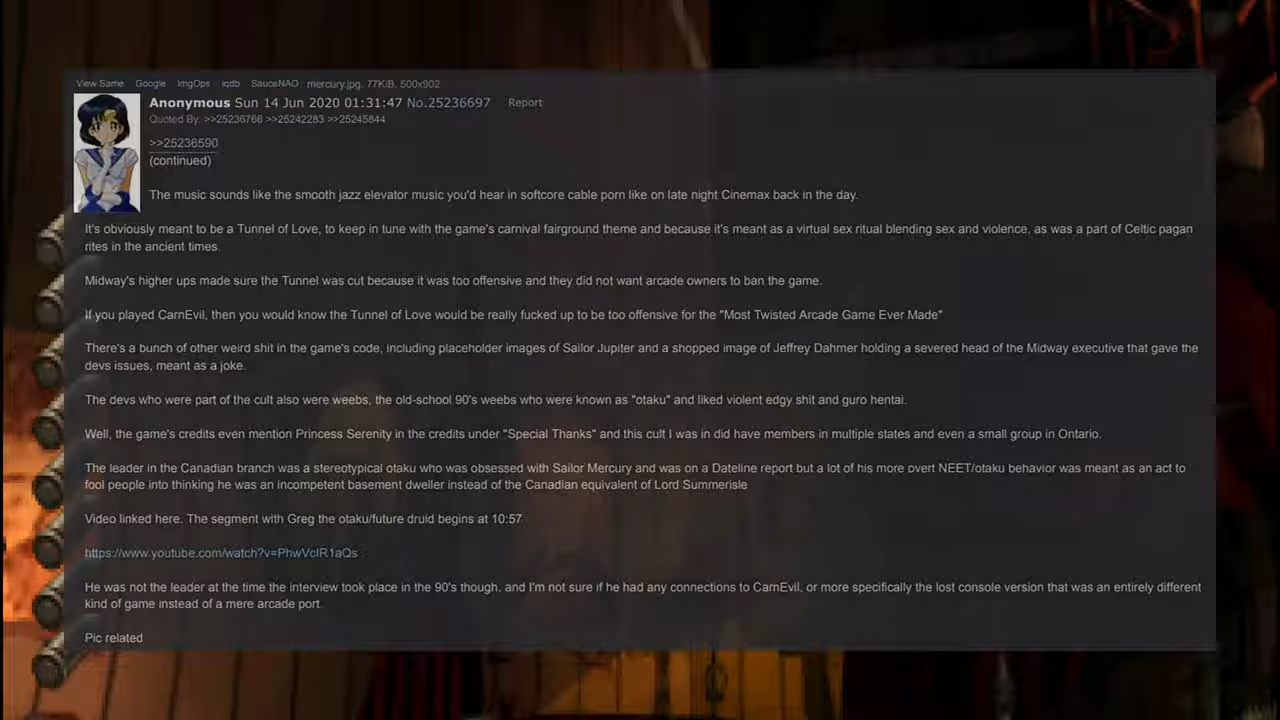 View Same Google ImgOps iqdb SauceNAO mercury.jpg. 77KiB. 500x902
Anonymous Sun 14 Jun 2020 01:31:47 No.25236697 Report
Quoted By: >>25236766 >>25242283 >>25245844
>>25236590
(continued)
The music sounds like the smooth jazz elevator music you'd hear in softcore cable porn like on late night Cinemax back in the day.
It's obviously meant to be a Tunnel of Love, to keep in tune with the game's carnival fairground theme and because it's meant as a virtual sex ritual blending sex and violence, as was a part of Celtic pagan
rites in the ancient times.
Midway's higher ups made sure the Tunnel was cut because it was too offensive and they did not want arcade owners to ban the game.
If you played CarnEvil, then you would know the Tunnel of Love would be really fucked up to be too offensive for the "Most Twisted Arcade Game Ever Made"
There's a bunch of other weird shit in the game's code, including placeholder images of Sailor Jupiter and a shopped image of Jeffrey Dahmer holding a severed head of the Midway executive that gave the
devs issues, meant as a joke.
The devs who were part of the cult also were weebs, the old-school 90's weebs who were known as "otaku" and liked violent edgy shit and guro hentai.
Well, the game's credits even mention Princess Serenity in the credits under "Special Thanks" and this cult I was in did have members in multiple states and even a small group in Ontario.
The leader in the Canadian branch was a stereotypical otaku who was obsessed with Sailor Mercury and was on a Dateline report but a lot of his more overt NEET/otaku behavior was meant as an act to
fool people into thinking he was an incompetent basement dweller instead of the Canadian equivalent of Lord Summerisle
Video linked here. The segment with Greg the otaku/future druid begins at 10:57
https://www.youtube.com/watch?v=PhwVclR1aQs
He was not the leader at the time the interview took place in the 90's though. and I'm not sure if he had any connections to CarnEvil, or more specifically the lost console version that was an entirely different
kind of game instead of a mere arcade port
Pic related